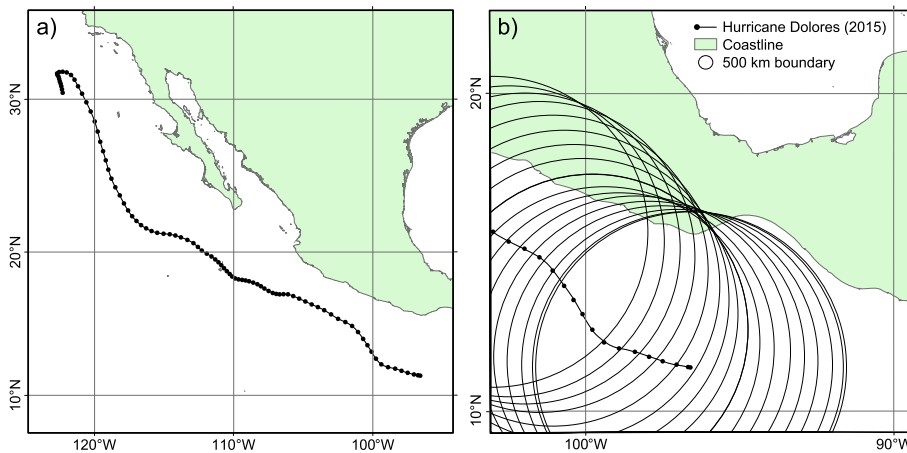 a)
30°N
20°N
10°N
120°W
110°W
100°W
b)
Hurricane Dolores (2015)
Coastline
500 km boundary
20°N
10°N
100°W
90°W